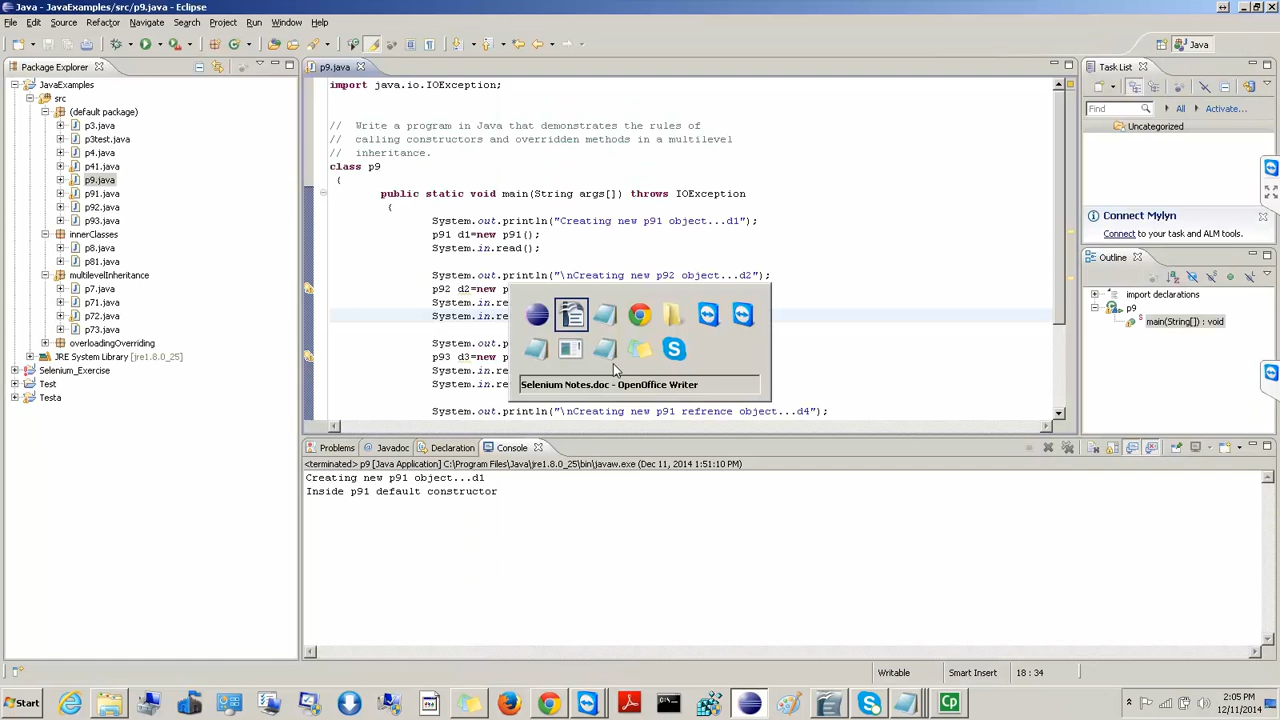 Java - JavaExamples/src/p9.java - Eclipse
File Edit Source Refactor Navigate Search Project Run Window Help
Java
Package Explorer
JavaExamples
src
(default package)
p3.java
p3test.java
p4.java
p41.java
p9.java
p91.java
p92.java
p93.java
innerClasses
p8.java
p81.java
multilevelInheritance
p7.java
p71.java
p72.java
p73.java
overloadingOverriding
JRE System Library [jre1.8.0_25]
Selenium_Exercise
Test
Testa
p9.java
import java.io.IOException;
// Write a program in Java that demonstrates the rules of
// calling constructors and overridden methods in a multilevel
// inheritance.
class p9
{
public static void main(String args[]) throws IOException
{
System.out.println("Creating new p91 object...d1");
p91 d1=new p91();
System.in.read();
System.out.println("\nCreating new p92 object...d2");
p92 d2=new p
System.in.re
System.in.re
System.out.p
p93 d3=new p
System.in.re
System.in.re
System.out.println("\nCreating new p91 refrence object...d4");
Selenium Notes.doc - OpenOffice Writer
Task List
Find All Activate...
Uncategorized
Connect Mylyn
Connect to your task and ALM tools.
Outline
import declarations
p9
main(String[]) : void
Problems Javadoc Declaration Console
<terminated> p9 [Java Application] C:\Program Files\Java\jre1.8.0_25\bin\javaw.exe (Dec 11, 2014 1:51:10 PM)
Creating new p91 object...d1
Inside p91 default constructor
Writable Smart Insert 18 : 34
Start
Cp
2:05 PM
12/11/2014